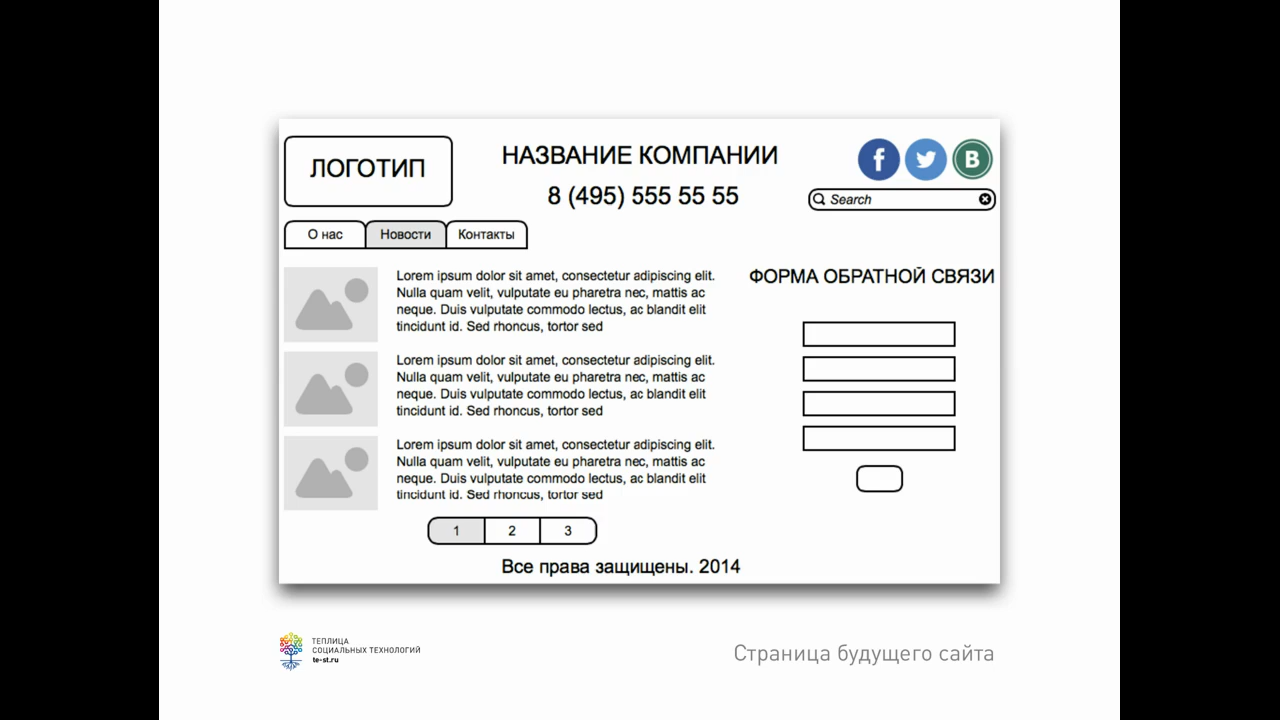 ЛОГОТИП
НАЗВАНИЕ КОМПАНИИ
8 (495) 555 55 55
f
B
Search
О нас
Новости
Контакты
Lorem ipsum dolor sit amet, consectetur adipiscing elit.
Nulla quam velit, vulputate eu pharetra nec, mattis ac
neque. Duis vulputate commodo lectus, ac blandit elit
tincidunt id. Sed rhoncus, tortor sed
Lorem ipsum dolor sit amet, consectetur adipiscing elit.
Nulla quam velit, vulputate eu pharetra nec, mattis ac
neque. Duis vulputate commodo lectus, ac blandit elit
tincidunt id. Sed rhoncus, tortor sed
Lorem ipsum dolor sit amet, consectetur adipiscing elit.
Nulla quam velit, vulputate eu pharetra nec, mattis ac
neque. Duis vulputate commodo lectus, ac blandit elit
tincidunt id. Sed rhoncus, tortor sed
1 2 3
ФОРМА ОБРАТНОЙ СВЯЗИ
Все права защищены. 2014
ТЕПЛИЦА
СОЦИАЛЬНЫХ ТЕХНОЛОГИЙ
te-st.ru
Страница будущего сайта